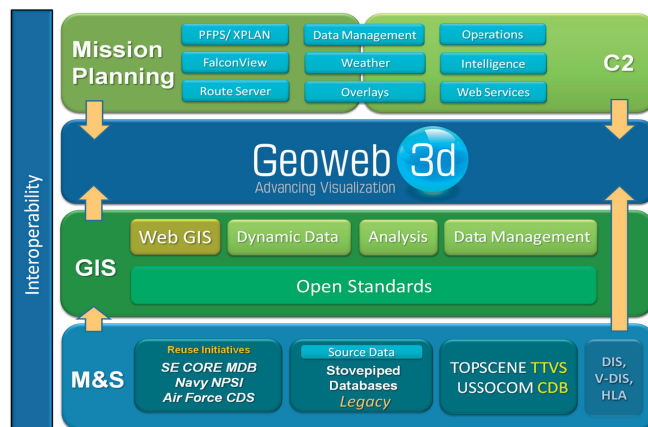 Interoperability
Mission
Planning
PFPS/ XPLAN
FalconView
Route Server
Data Management
Weather
Overlays
Operations
Intelligence
Web Services
C2
Geoweb 3d
Advancing Visualization
GIS
Web GIS
Dynamic Data
Analysis
Data Management
Open Standards
M&S
Reuse Initiatives
SE CORE MDB
Navy NPSI
Air Force CDS
Source Data
Stovepiped
Databases
Legacy
TOPSCENE TTVS
USSOCOM CDB
DIS,
V-DIS,
HLA